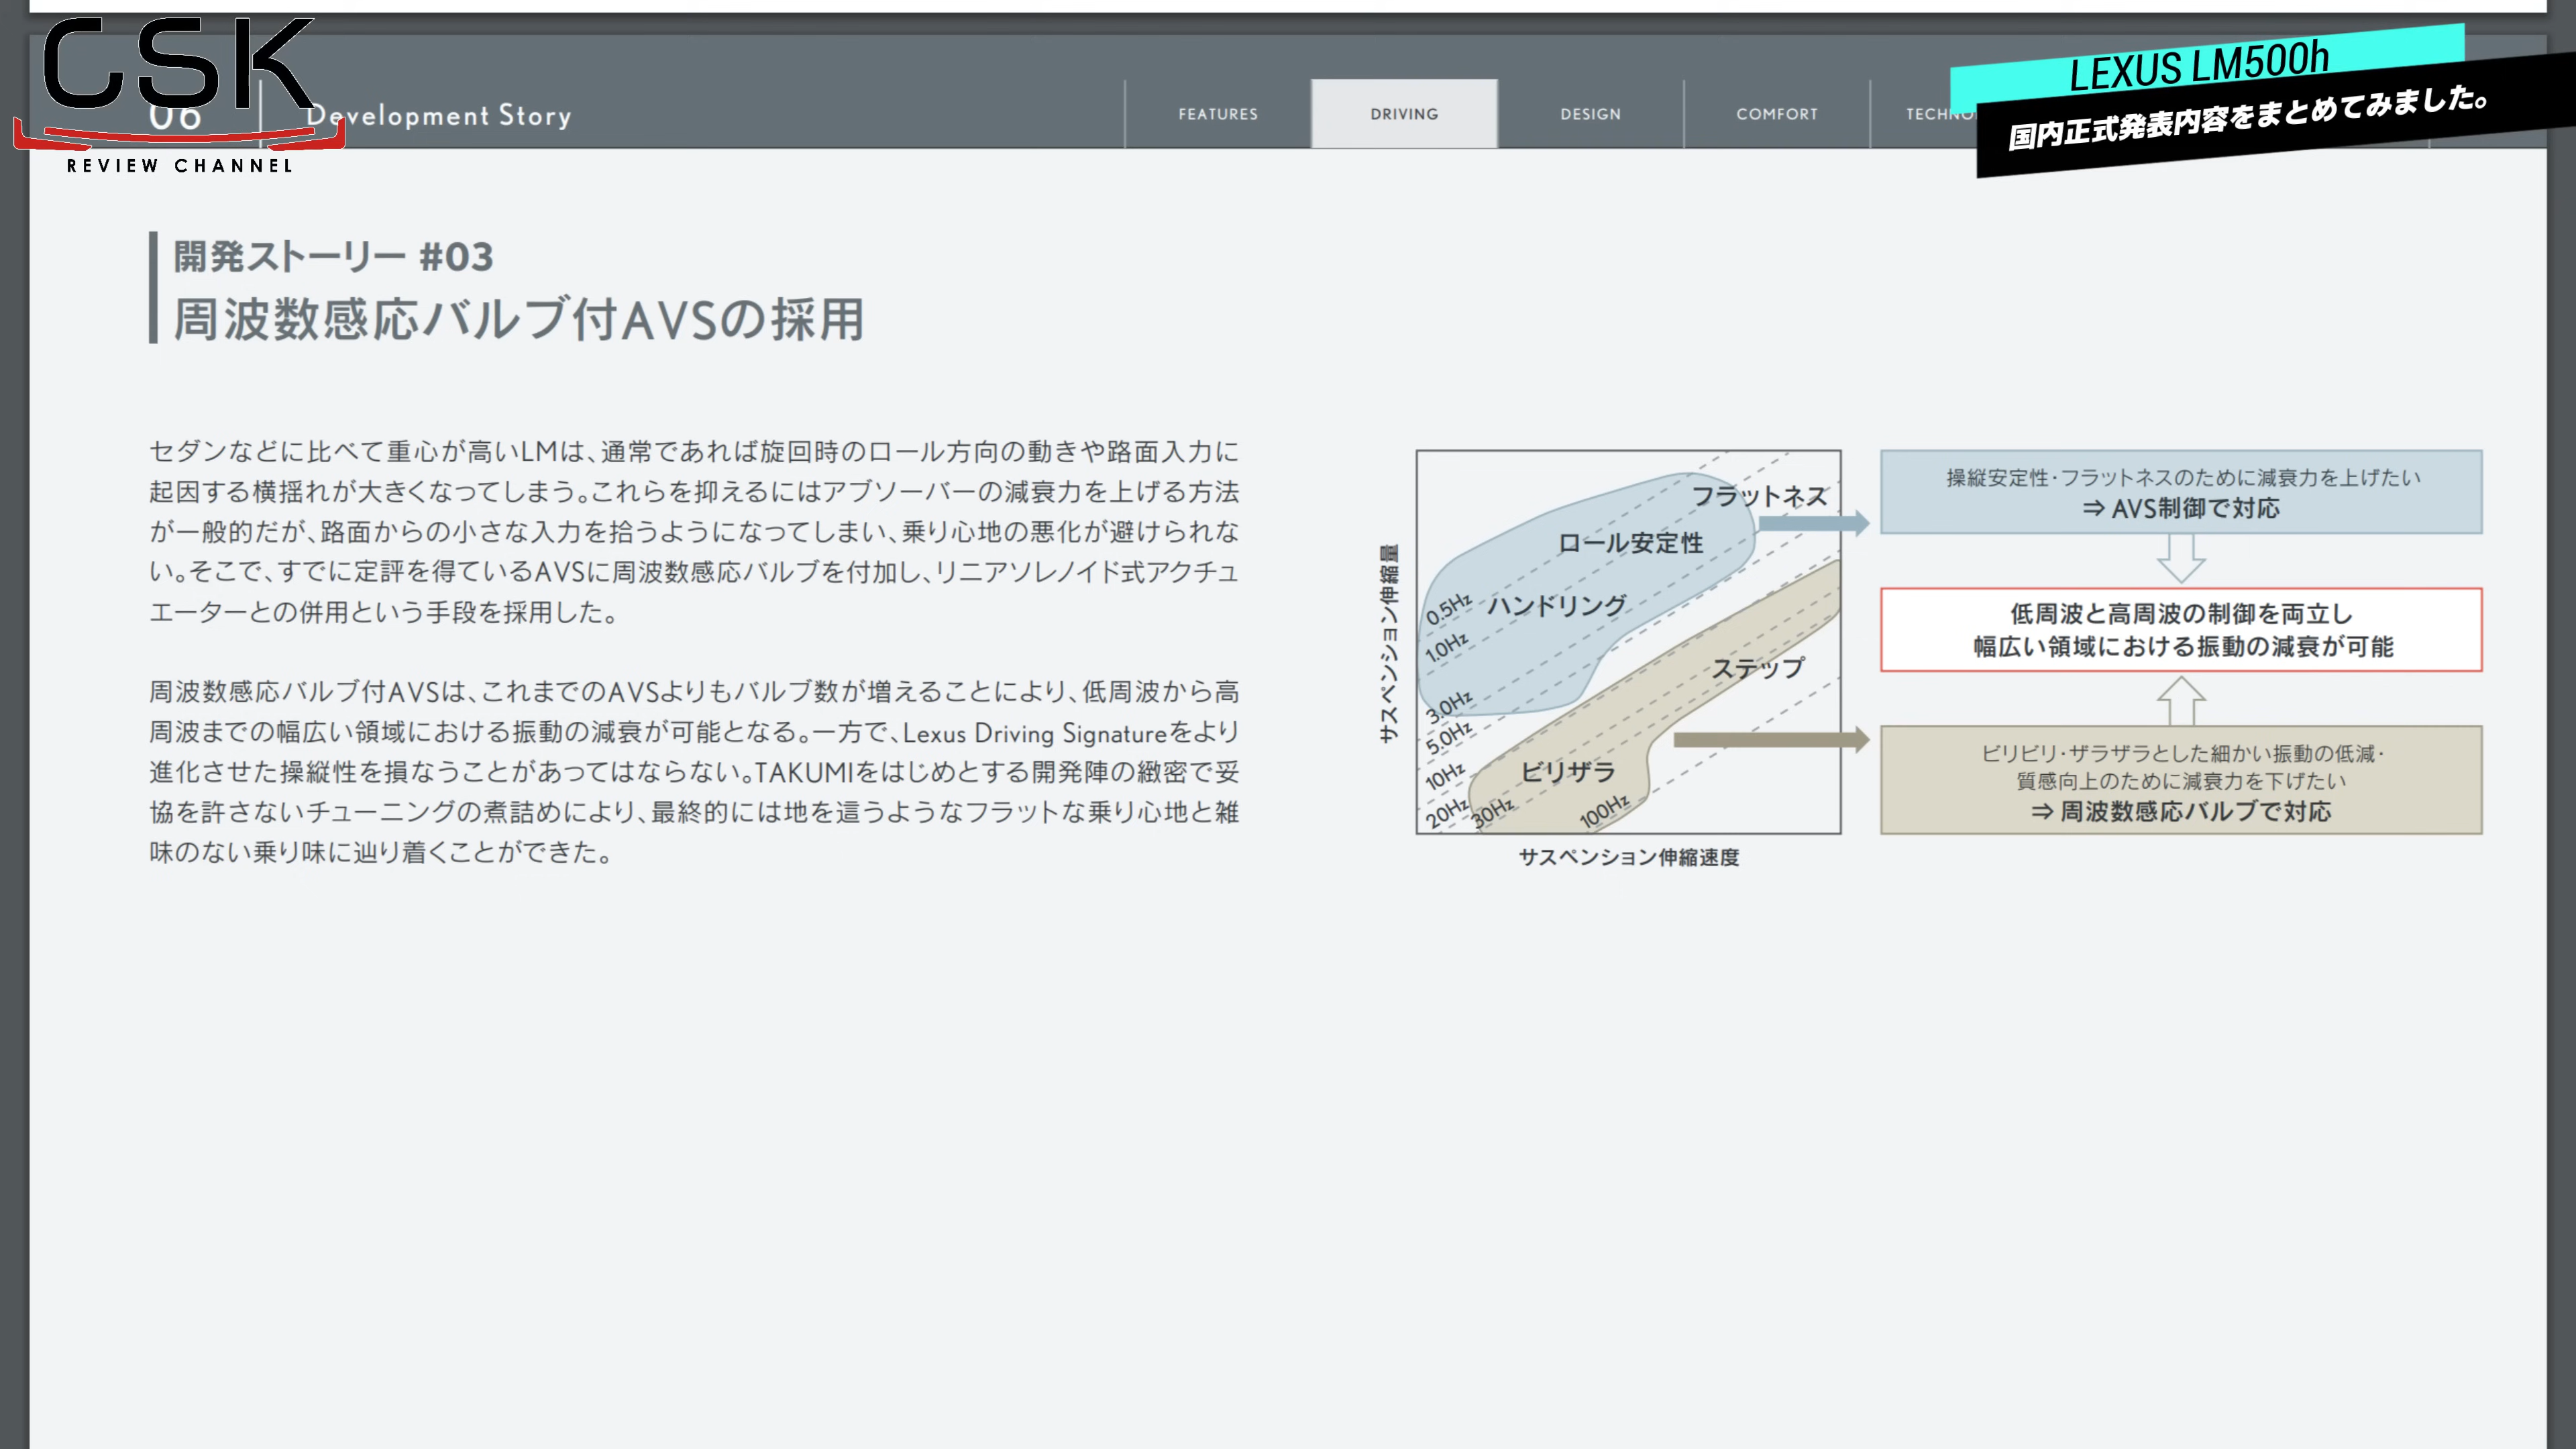 CSK
REVIEW CHANNEL
06
Development Story
FEATURES
DRIVING
DESIGN
COMFORT
LEXUS LM500h
国内正式発表内容をまとめてみました。
開発ストーリー #03
周波数感応バルブ付AVSの採用
セダンなどに比べて重心が高いLMは、通常であれば旋回時のロール方向の動きや路面入力に
起因する横揺れが大きくなってしまう。これらを抑えるにはアブソーバーの減衰力を上げる方法
が一般的だが、路面からの小さな入力を拾うようになってしまい、乗り心地の悪化が避けられな
い。そこで、すでに定評を得ているAVSに周波数感応バルブを付加し、リニアソレノイド式アクチュ
エーターとの併用という手段を採用した。
周波数感応バルブ付AVSは、これまでのAVSよりもバルブ数が増えることにより、低周波から高
周波までの幅広い領域における振動の減衰が可能となる。一方で、Lexus Driving Signatureをより
進化させた操縦性を損なうことがあってはならない。TAKUMIをはじめとする開発陣の緻密で妥
協を許さないチューニングの煮詰めにより、最終的には地を這うようなフラットな乗り心地と雑
味のない乗り味に辿り着くことができた。
サスペンション伸縮量
フラットネス
ロール安定性
ハンドリング
ステップ
ビリザラ
0.5Hz
1.0Hz
3.0Hz
5.0Hz
10Hz
20Hz
30Hz
100Hz
サスペンション伸縮速度
操縦安定性・フラットネスのために減衰力を上げたい
⇒ AVS制御で対応
低周波と高周波の制御を両立し
幅広い領域における振動の減衰が可能
ビリビリ・ザラザラとした細かい振動の低減・
質感向上のために減衰力を下げたい
⇒ 周波数感応バルブで対応